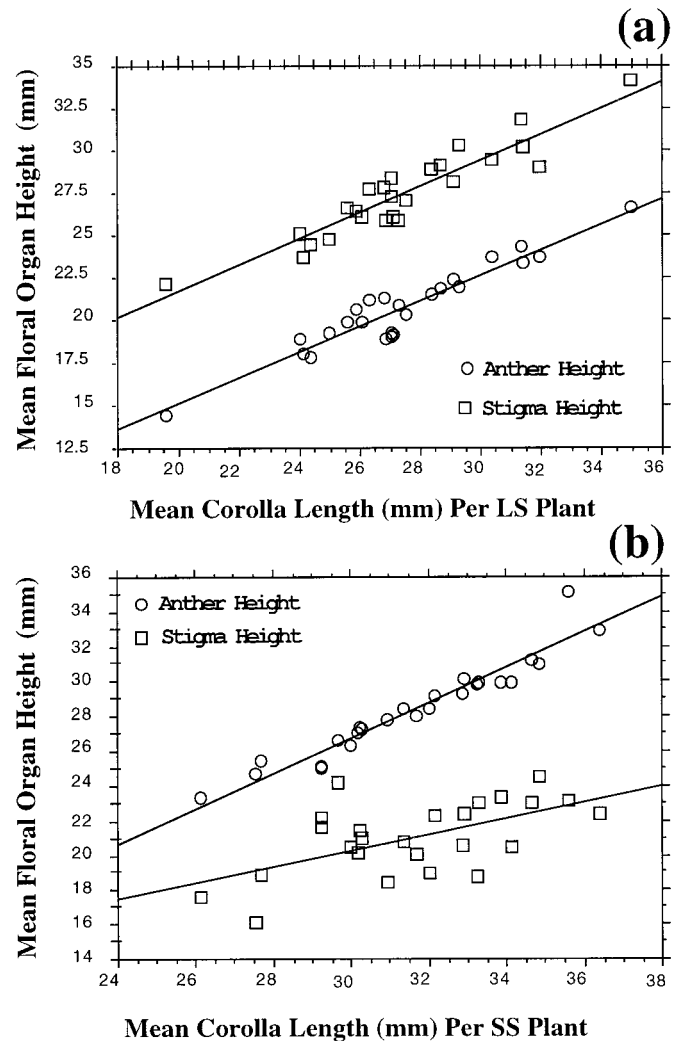 (a)
Mean Floral Organ Height (mm)
35
32.5
30
27.5
25
22.5
20
17.5
15
12.5
Anther Height
Stigma Height
18 20 22 24 26 28 30 32 34 36
Mean Corolla Length (mm) Per LS Plant
(b)
Mean Floral Organ Height (mm)
36
34
32
30
28
26
24
22
20
18
16
14
Anther Height
Stigma Height
24 26 28 30 32 34 36 38
Mean Corolla Length (mm) Per SS Plant